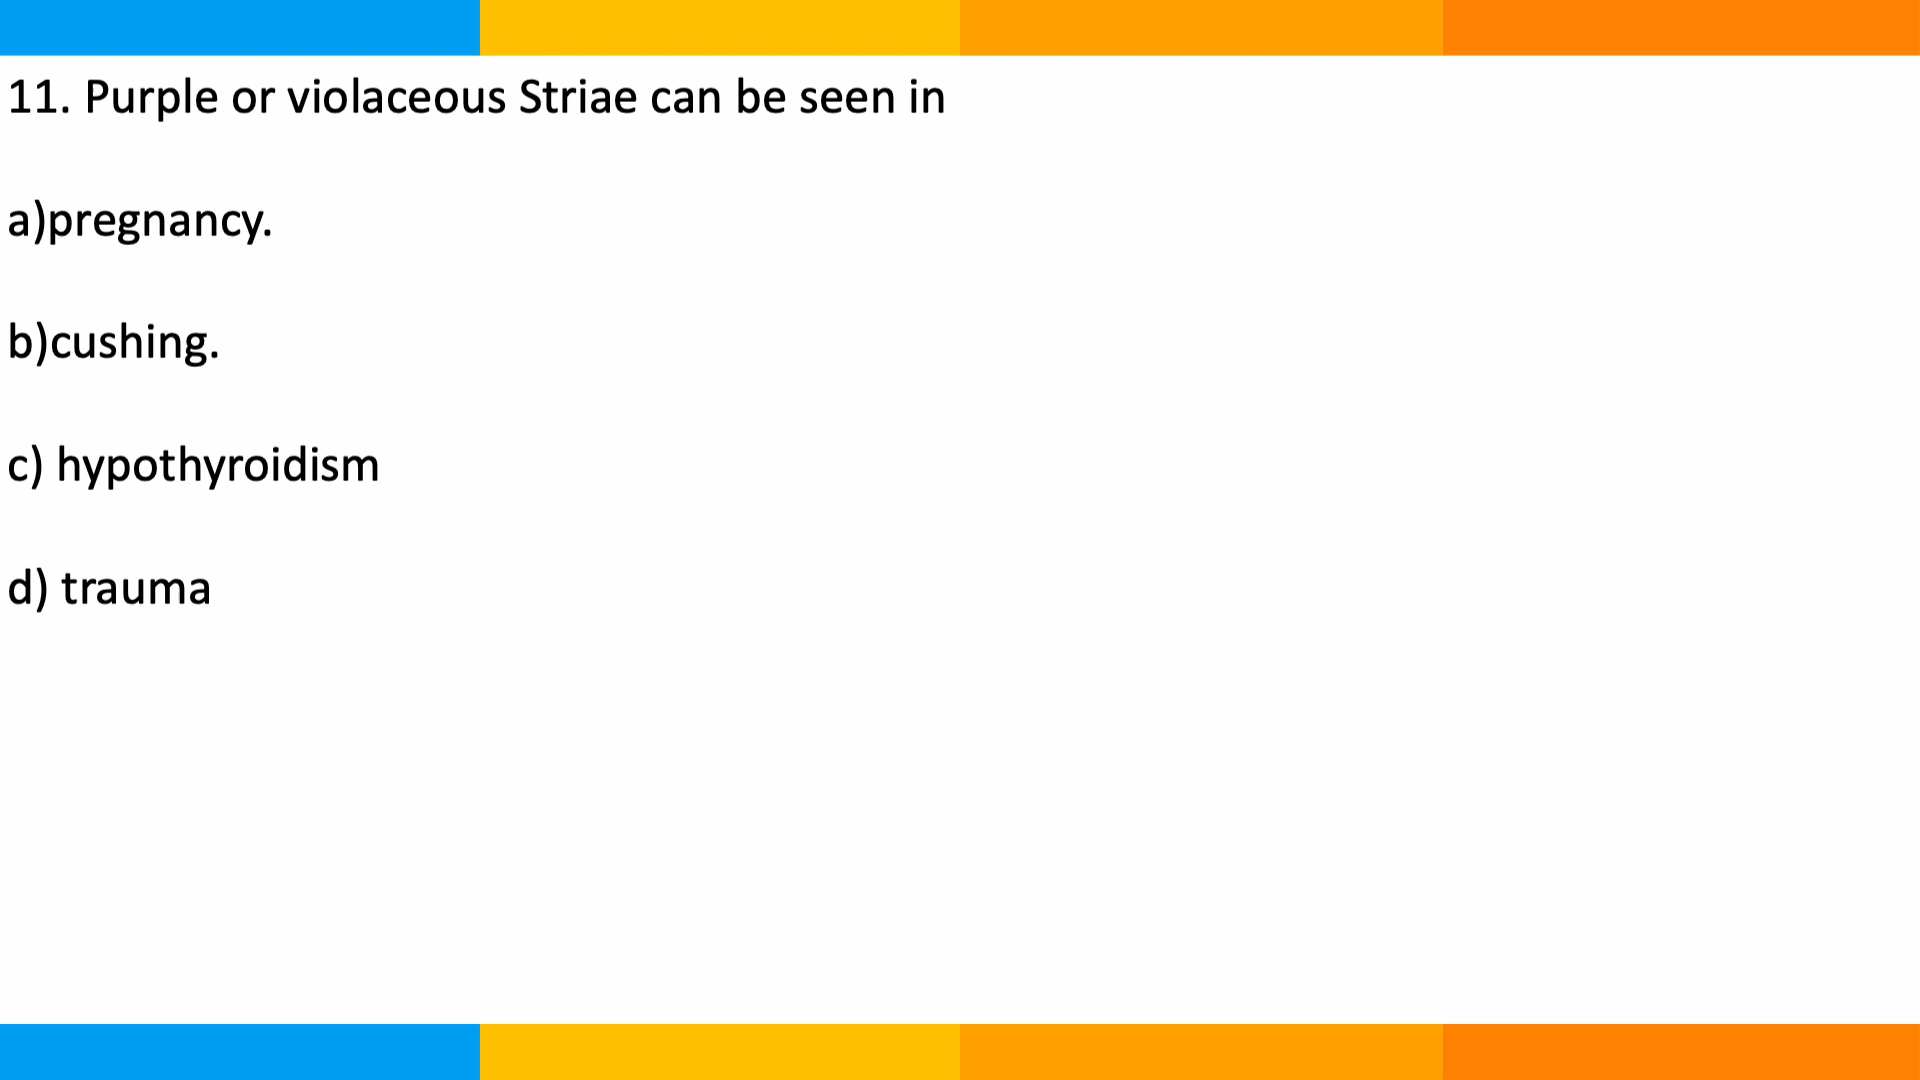 11. Purple or violaceous Striae can be seen in
a)pregnancy.
b)cushing.
c) hypothyroidism
d) trauma